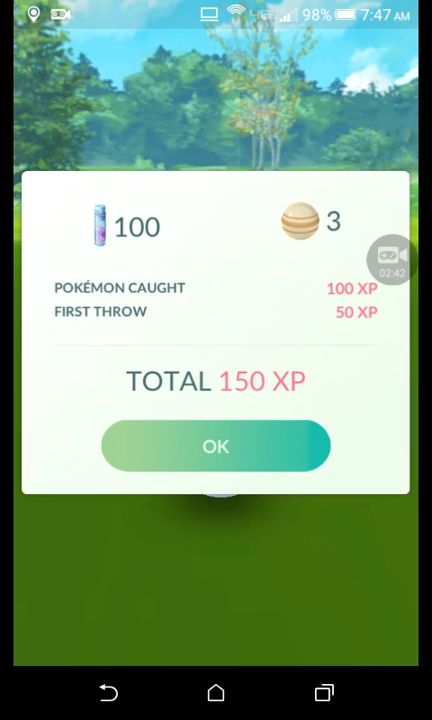 98% 7:47 AM
100 3
02:42
POKÉMON CAUGHT 100 XP
FIRST THROW 50 XP
TOTAL 150 XP
OK